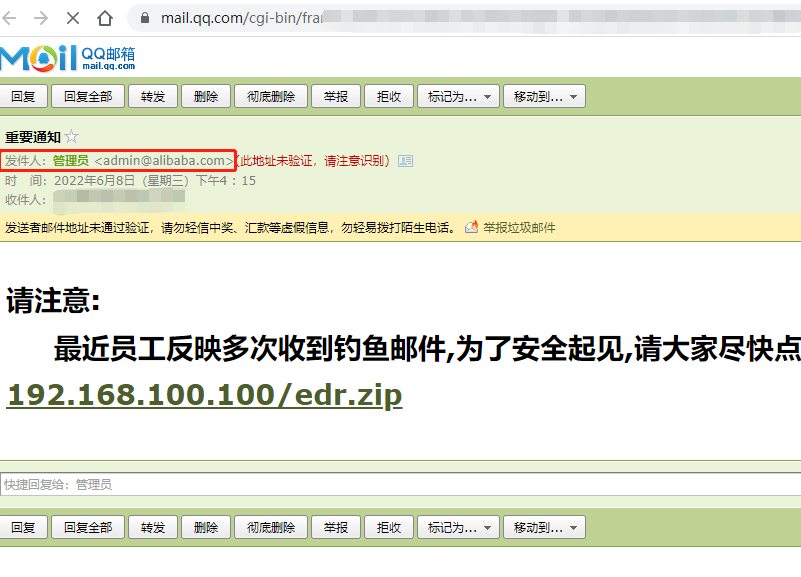 mail.qq.com/cgi-bin/fra
Mail QQ邮箱
mail.qq.com
回复 回复全部 转发 删除 彻底删除 举报 拒收 标记为... 移动到...
重要通知☆
发件人：管理员 <admin@alibaba.com>(此地址未验证，请注意识别)
时 间：2022年6月8日（星期三）下午4：15
收件人：
发送者邮件地址未通过验证，请勿轻信中奖、汇款等虚假信息，勿轻易拨打陌生电话。 举报垃圾邮件
请注意:
最近员工反映多次收到钓鱼邮件,为了安全起见,请大家尽快点
192.168.100.100/edr.zip
快捷回复给：管理员
回复 回复全部 转发 删除 彻底删除 举报 拒收 标记为... 移动到...